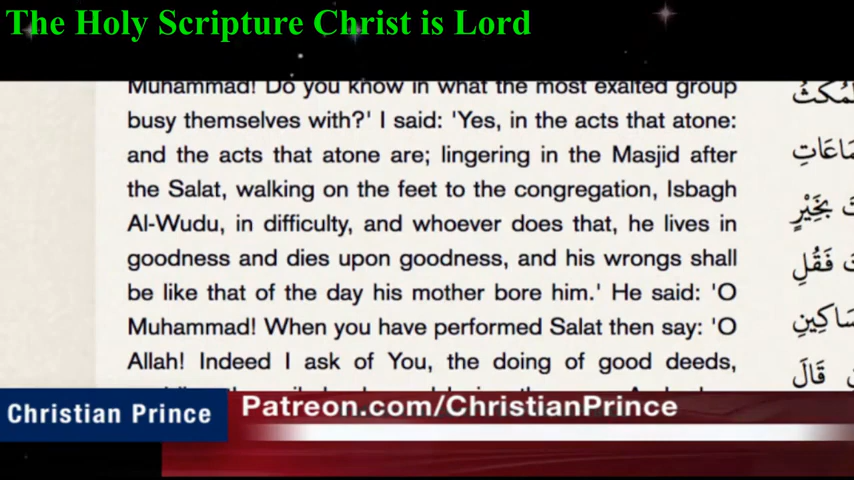 The Holy Scripture Christ is Lord
Muhammad! Do you know in what the most exalted group
busy themselves with?' I said: 'Yes, in the acts that atone:
and the acts that atone are; lingering in the Masjid after
the Salat, walking on the feet to the congregation, Isbagh
Al-Wudu, in difficulty, and whoever does that, he lives in
goodness and dies upon goodness, and his wrongs shall
be like that of the day his mother bore him.' He said: 'O
Muhammad! When you have performed Salat then say: 'O
Allah! Indeed I ask of You, the doing of good deeds,
بِخَيْرٍ
فَقُلِ
قَالَ
Christian Prince
Patreon.com/ChristianPrince